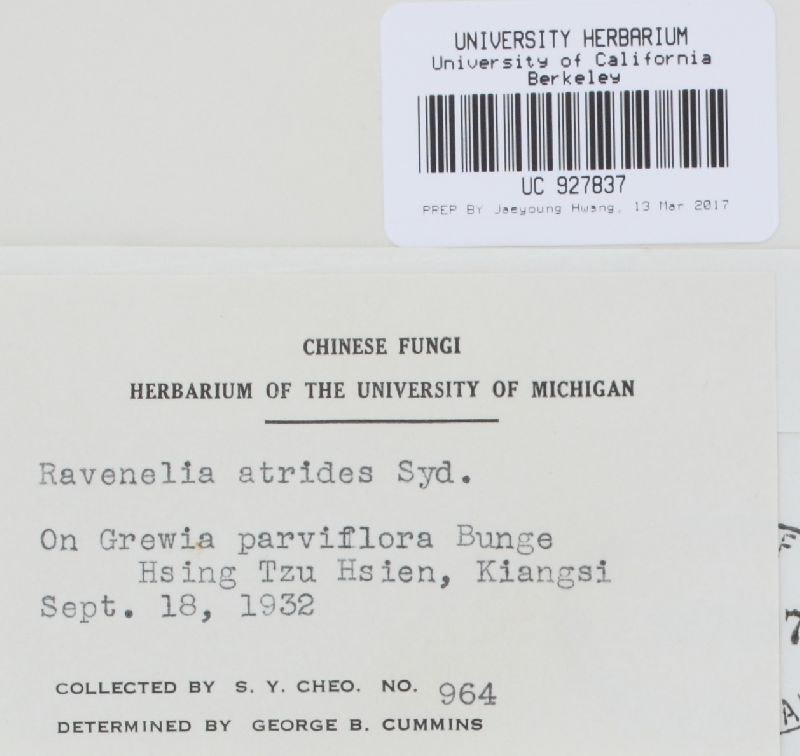 UNIVERSITY HERBARIUM
University of California
Berkeley
UC 927837
PREP BY Jaeyoung Hwang, 13 Mar 2017
CHINESE FUNGI
HERBARIUM OF THE UNIVERSITY OF MICHIGAN
Ravenelia atrides Syd.
On Grewia parviflora Bunge
Hsing Tzu Hsien, Kiangsi
Sept. 18, 1932
COLLECTED BY S. Y. CHEO. NO. 964
DETERMINED BY GEORGE B. CUMMINS